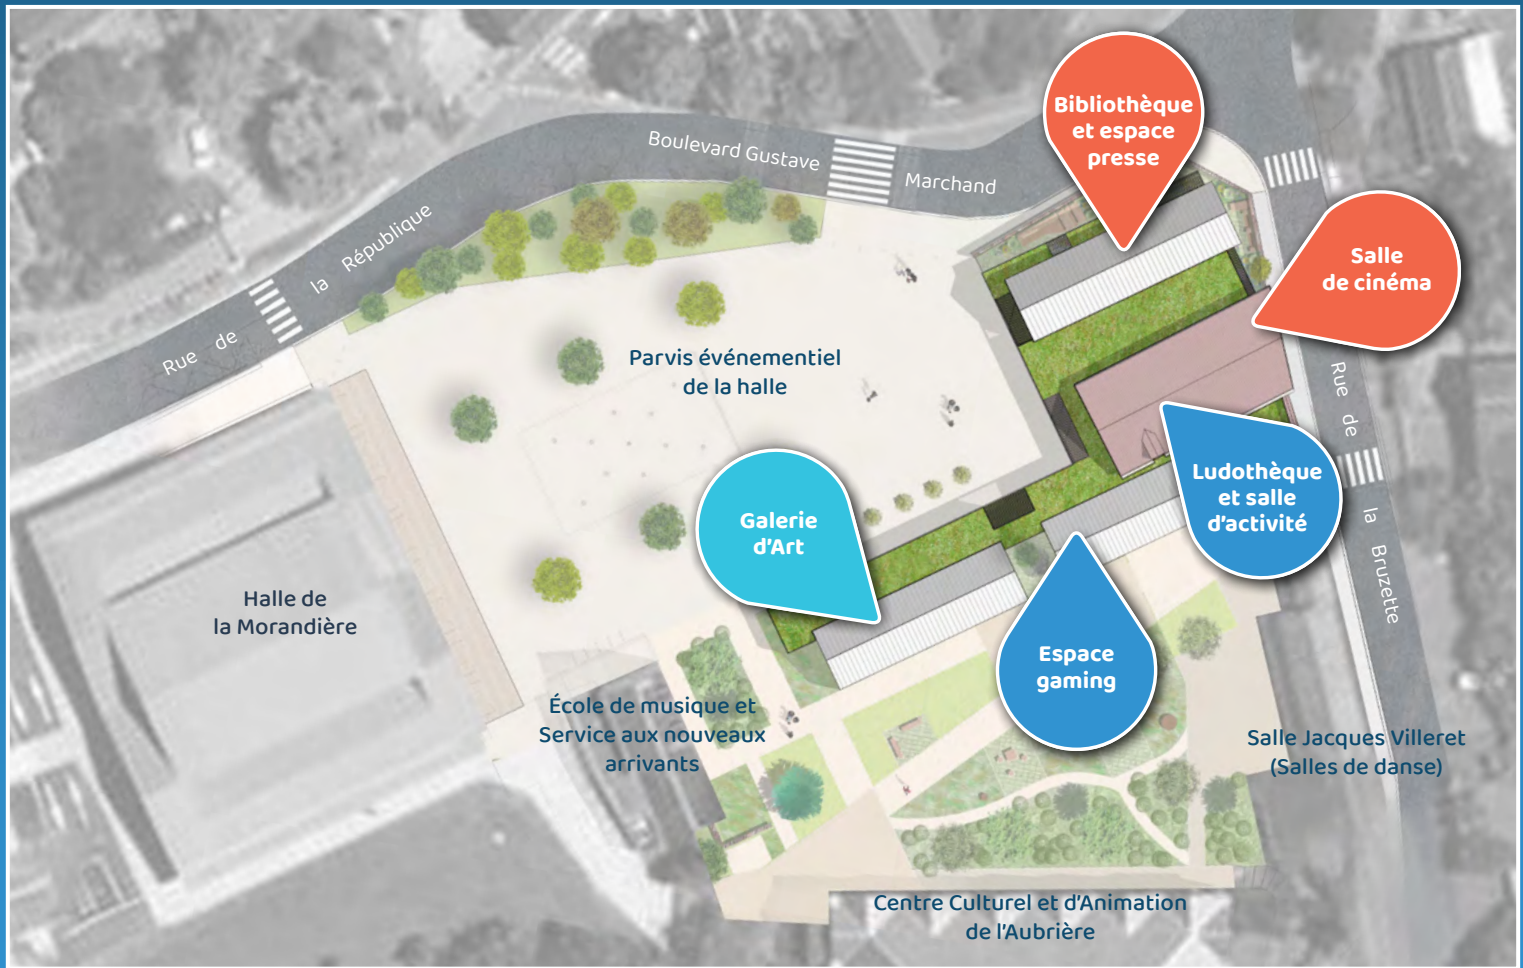 Bibliothèque
et espace
presse
Boulevard Gustave
Marchand
Salle
de cinéma
Rue de
la République
Parvis événementiel
de la halle
Rue de
la Bruzette
Ludothèque
et salle
d'activité
Galerie
d'Art
Halle de
la Morandière
Espace
gaming
École de musique et
Service aux nouveaux
arrivants
Salle Jacques Villeret
(Salles de danse)
Centre Culturel et d'Animation
de l'Aubrière